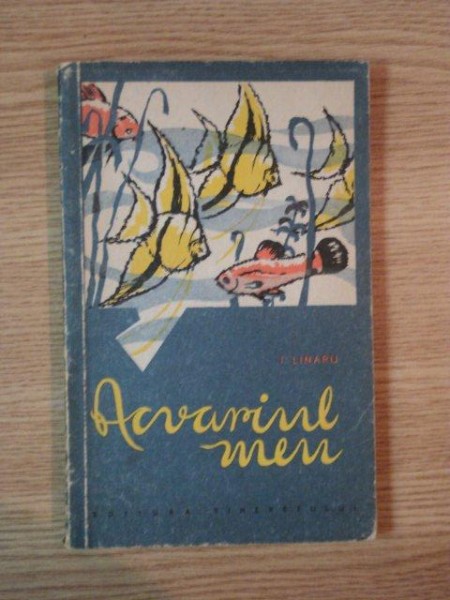 I. LINARU
Acvariul
meu
EDITURA TINERETULUI